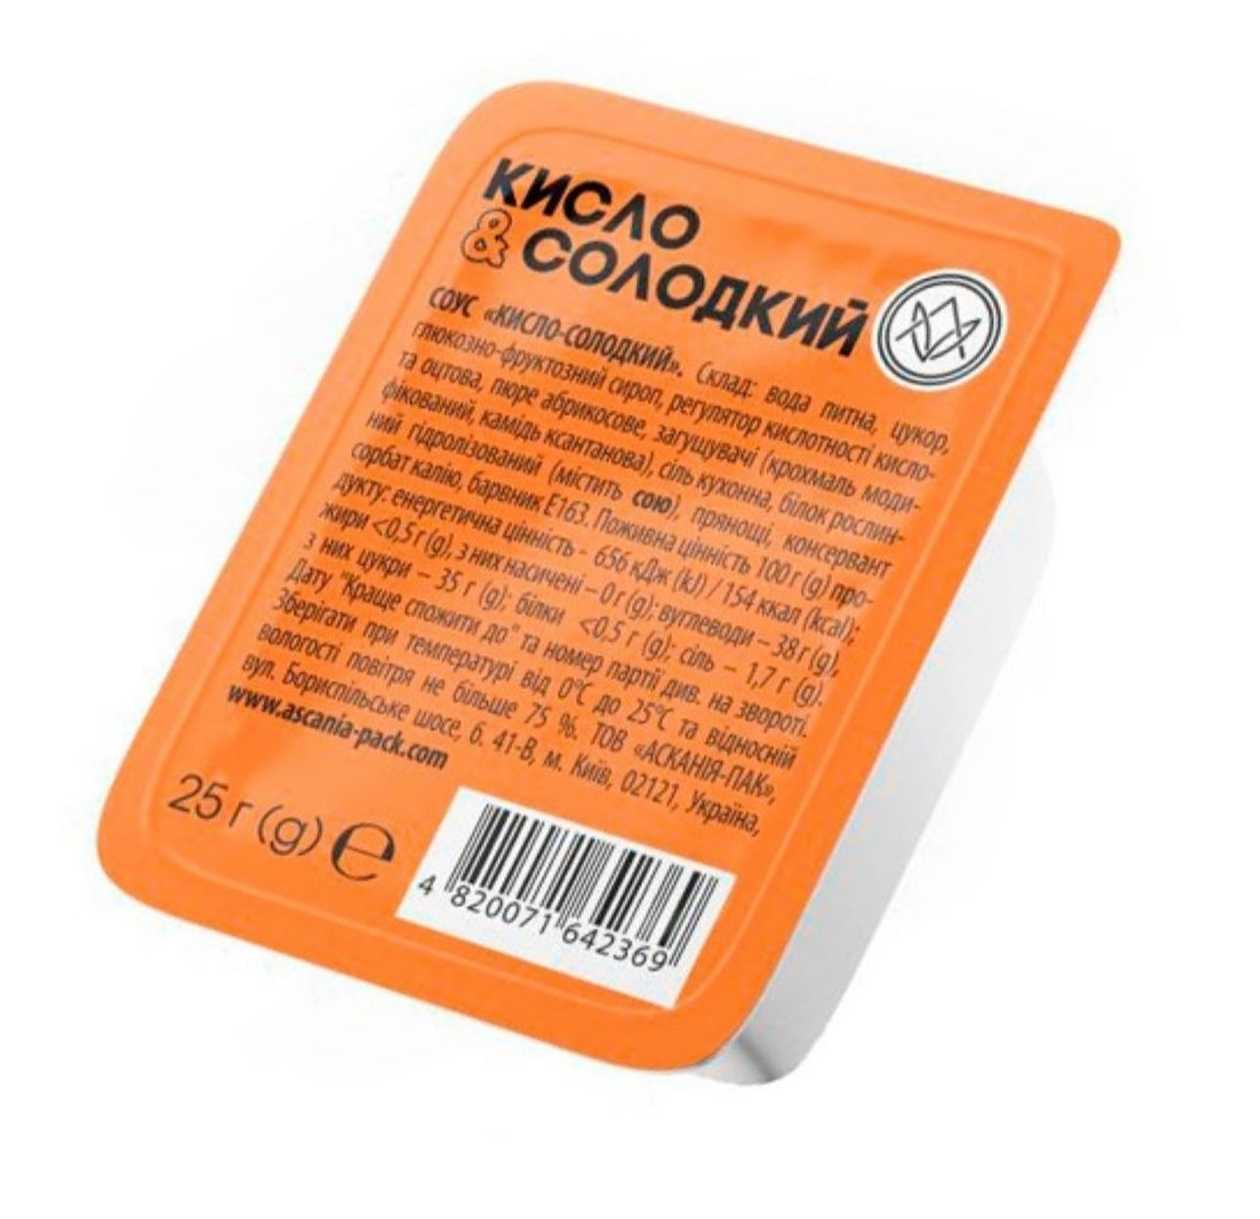 КИСЛО
& СОЛОДКИЙ
СОУС «КИСЛО-СОЛОДКИЙ». Склад: вода питна, цукор,
глюкозно-фруктозний сироп, регулятор кислотності кисло-
та оцтова, пюре абрикосове, загущувачі (крохмаль моди-
фікований, камідь ксантанова), сіль кухонна, білок рослин-
ний гідролізований (містить сою), прянощі, консервант
сорбат калію, барвник Е163. Поживна цінність 100 г (g) про-
дукту: енергетична цінність - 656 кДж (kJ) / 154 ккал (kcal);
жири <0,5 г (g), з них насичені – 0 г (g); вуглеводи – 38 г (g),
з них цукри – 35 г (g); білки <0,5 г (g); сіль – 1,7 г (g).
Дату "Краще спожити до" та номер партії див. на звороті.
Зберігати при температурі від 0°С до 25°С та відносній
вологості повітря не більше 75 %. ТОВ «АСКАНІЯ-ПАК»,
вул. Бориспільське шосе, б. 41-В, м. Київ, 02121, Україна,
www.ascania-pack.com
25 г (g) e
4 820071 642369